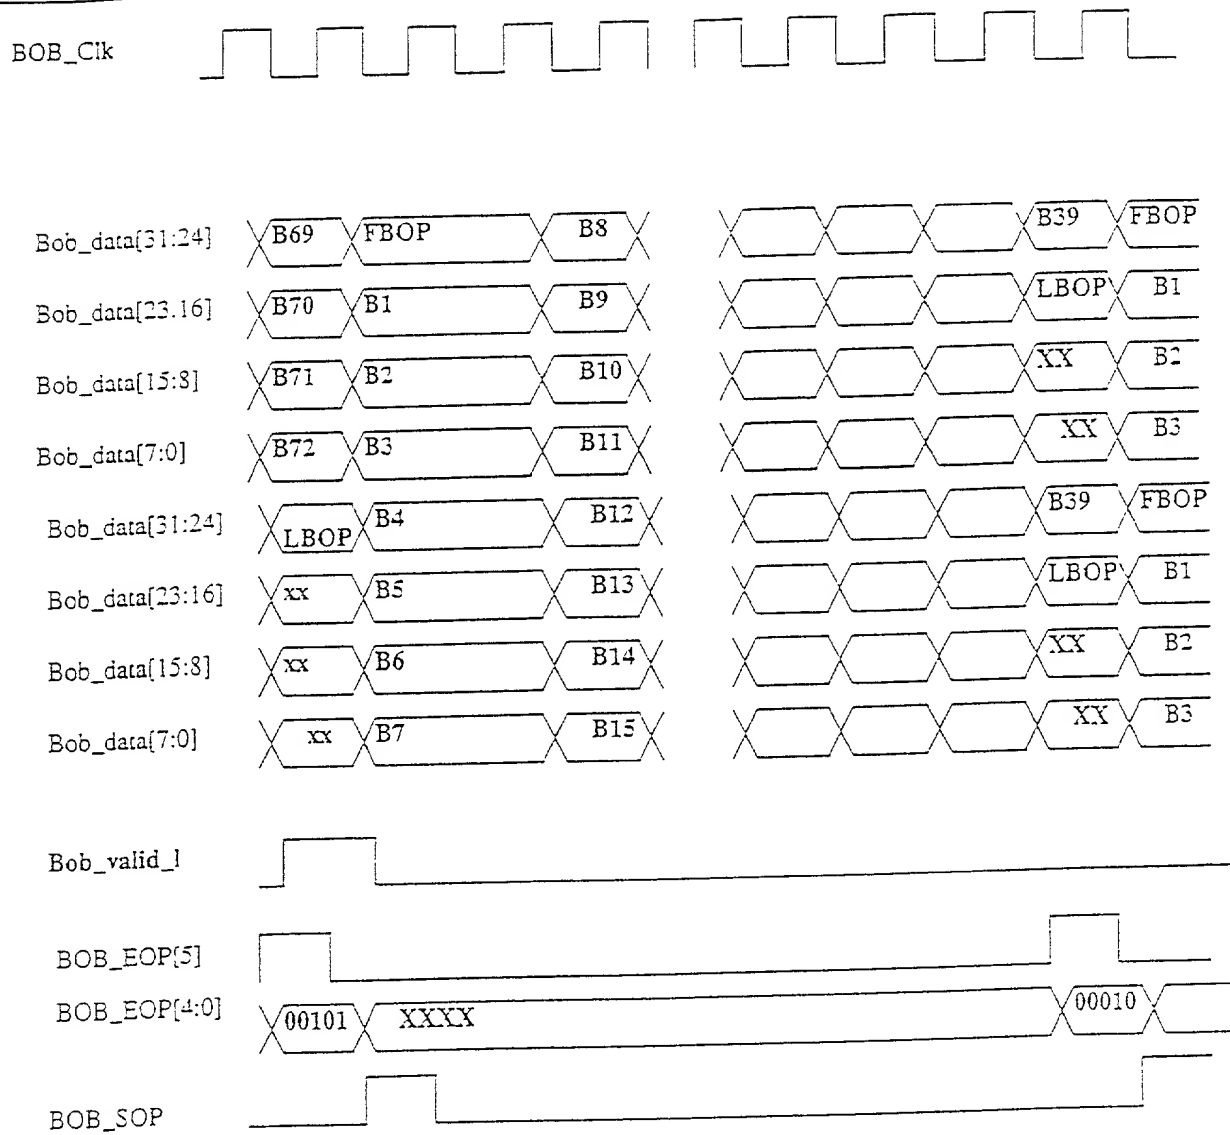 BOB_Clk
Bob_data[31:24] B69 FBOP B8 B39 FBOP
Bob_data[23.16] B70 B1 B9 LBOP B1
Bob_data[15:8] B71 B2 B10 XX B2
Bob_data[7:0] B72 B3 B11 XX B3
Bob_data[31:24] LBOP B4 B12 B39 FBOP
Bob_data[23:16] xx B5 B13 LBOP B1
Bob_data[15:8] xx B6 B14 XX B2
Bob_data[7:0] xx B7 B15 XX B3
Bob_valid_l
BOB_EOP[5]
BOB_EOP[4:0] 00101 XXXX 00010
BOB_SOP